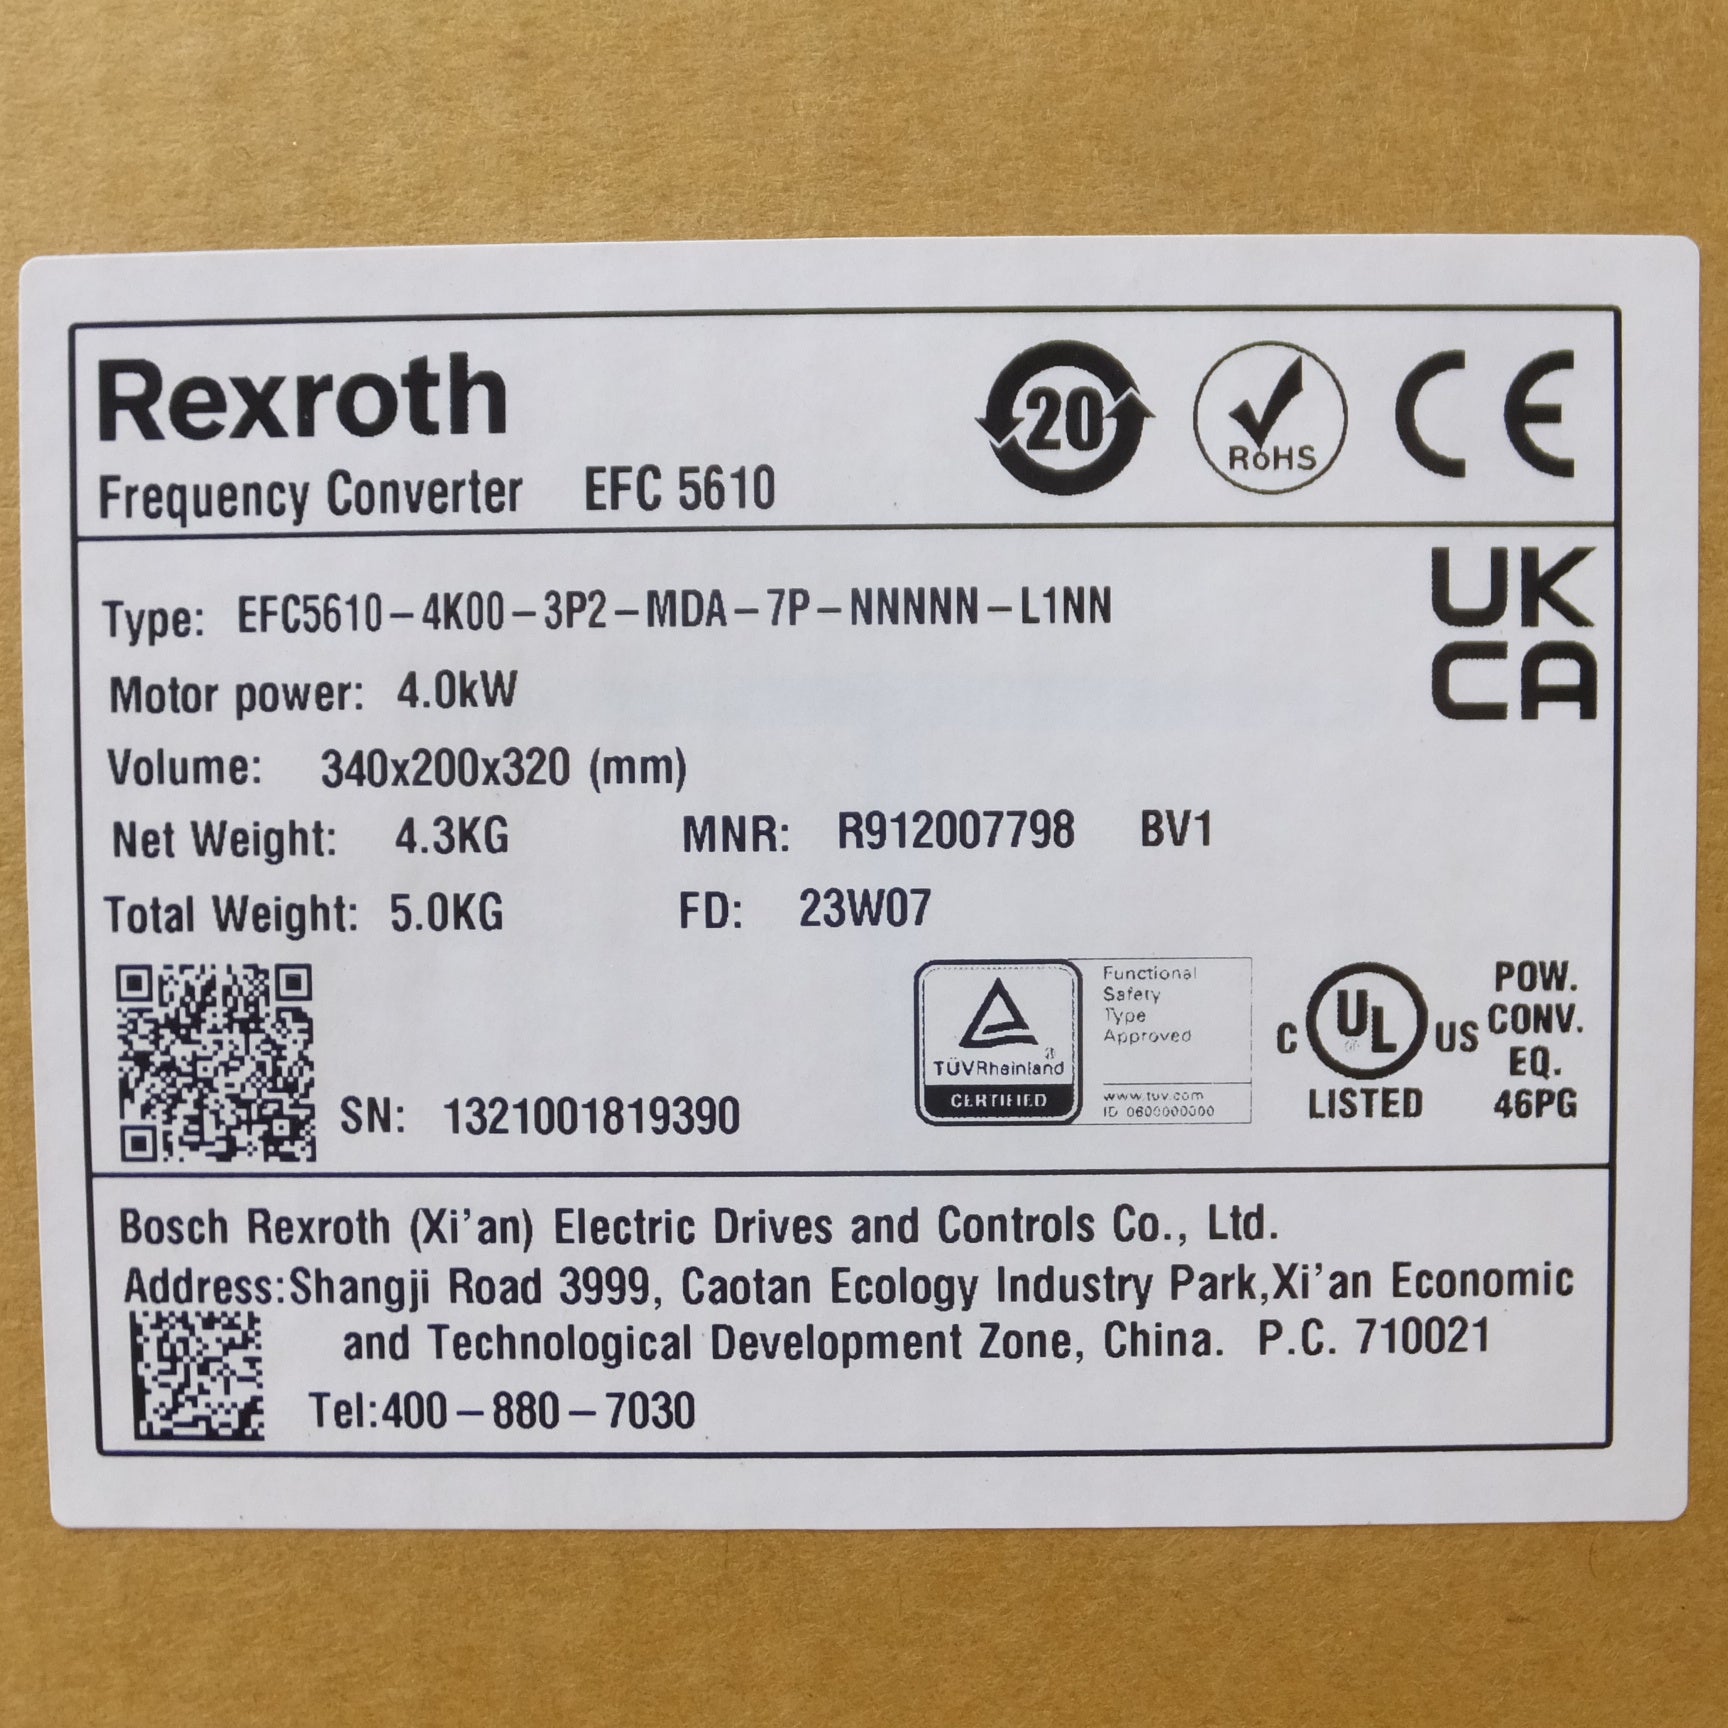 Rexroth
Frequency Converter EFC 5610
20
RoHS
CE
Type: EFC5610-4K00-3P2-MDA-7P-NNNNN-L1NN
UK
CA
Motor power: 4.0kW
Volume: 340x200x320 (mm)
Net Weight: 4.3KG MNR: R912007798 BV1
Total Weight: 5.0KG FD: 23W07
SN: 1321001819390
TÜVRheinland ®
CERTIFIED
Functional
Safety
Type
Approved
www.tuv.com
ID 0600000000
C UL US
LISTED
POW.
CONV.
EQ.
46PG
Bosch Rexroth (Xi'an) Electric Drives and Controls Co., Ltd.
Address:Shangji Road 3999, Caotan Ecology Industry Park,Xi'an Economic
and Technological Development Zone, China. P.C. 710021
Tel:400-880-7030